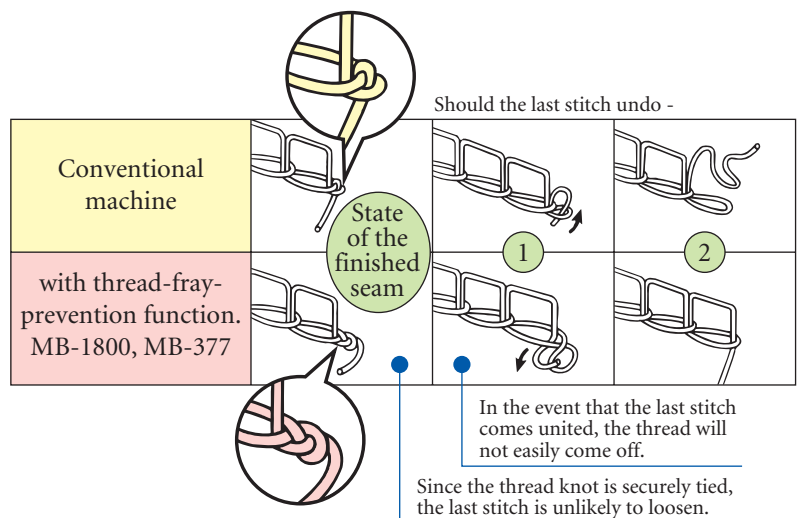 Should the last stitch undo -
Conventional
machine
State
of the
finished
seam
1
2
with thread-fray-
prevention function.
MB-1800, MB-377
In the event that the last stitch
comes united, the thread will
not easily come off.
Since the thread knot is securely tied,
the last stitch is unlikely to loosen.